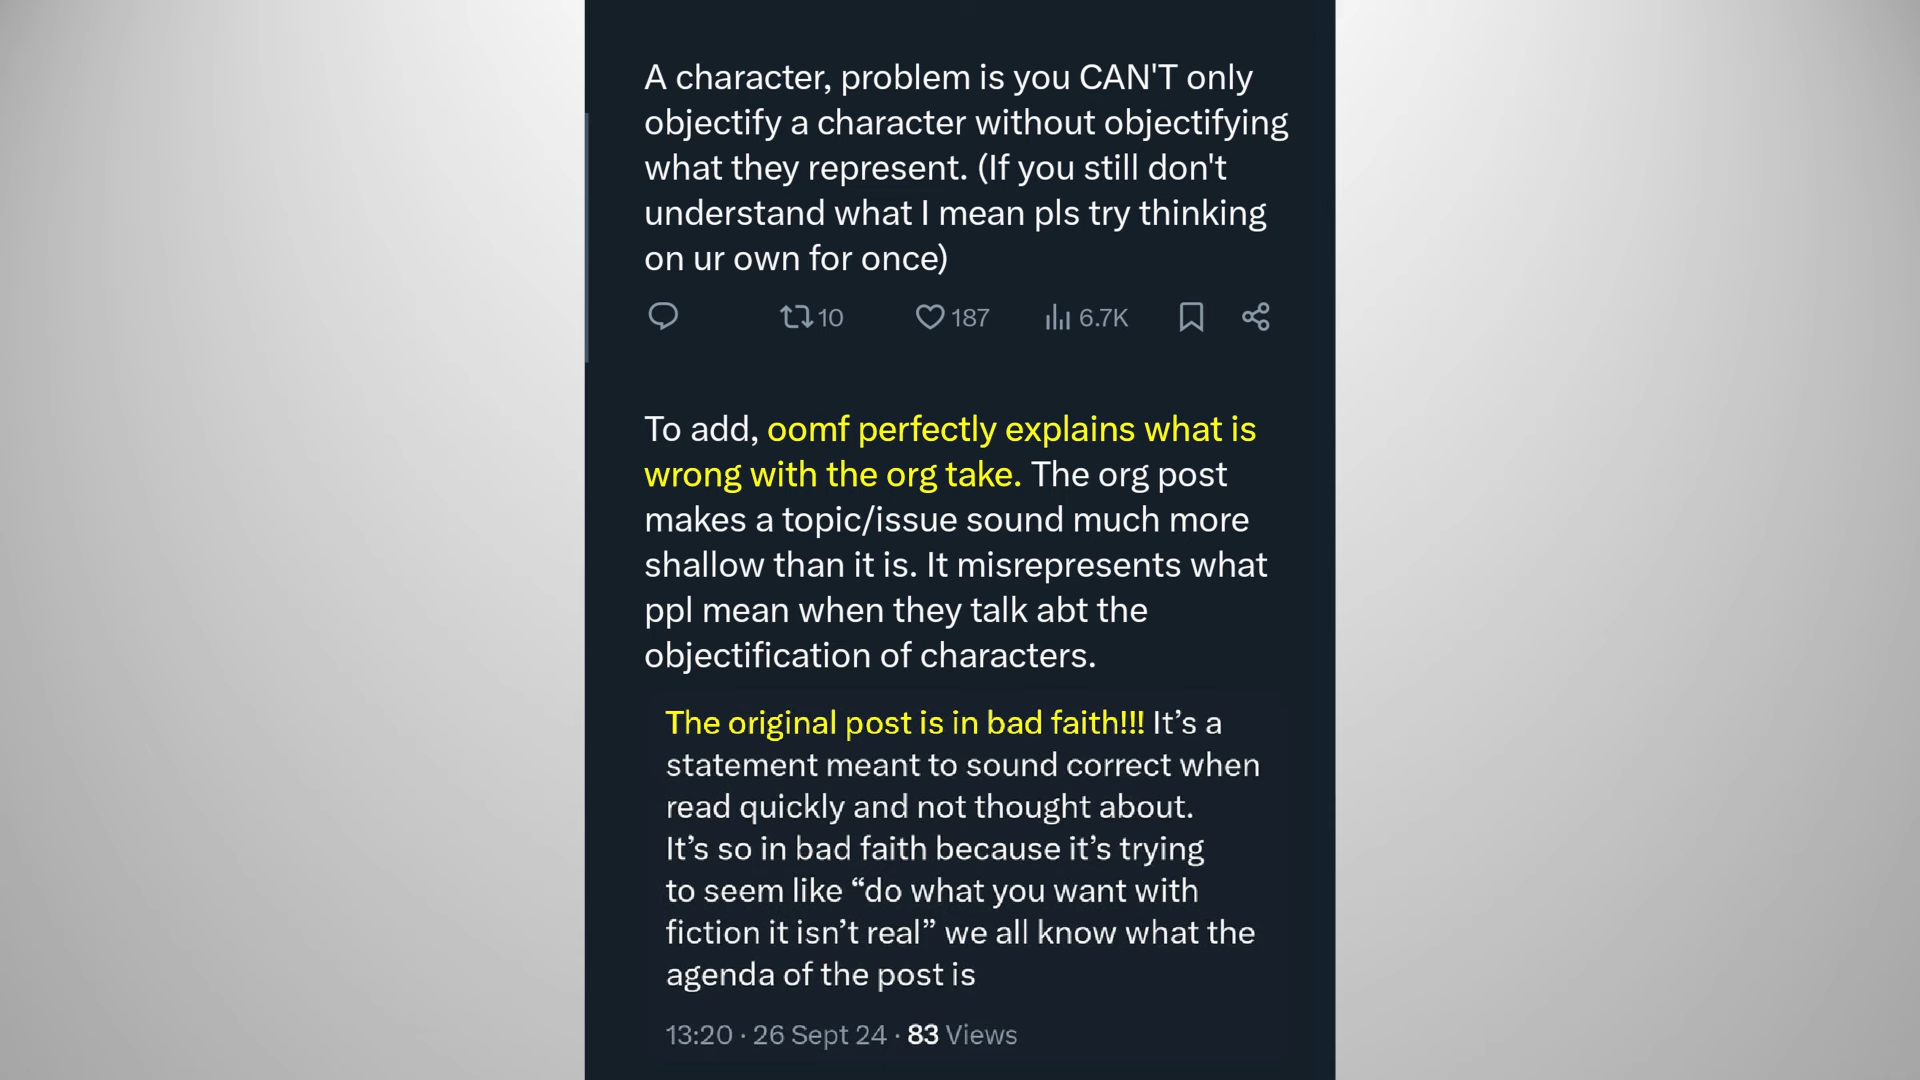 A character, problem is you CAN'T only
objectify a character without objectifying
what they represent. (If you still don't
understand what I mean pls try thinking
on ur own for once)
10 187 6.7K
To add, oomf perfectly explains what is
wrong with the org take. The org post
makes a topic/issue sound much more
shallow than it is. It misrepresents what
ppl mean when they talk abt the
objectification of characters.
The original post is in bad faith!!! It’s a
statement meant to sound correct when
read quickly and not thought about.
It’s so in bad faith because it’s trying
to seem like “do what you want with
fiction it isn’t real” we all know what the
agenda of the post is
13:20 · 26 Sept 24 · 83 Views